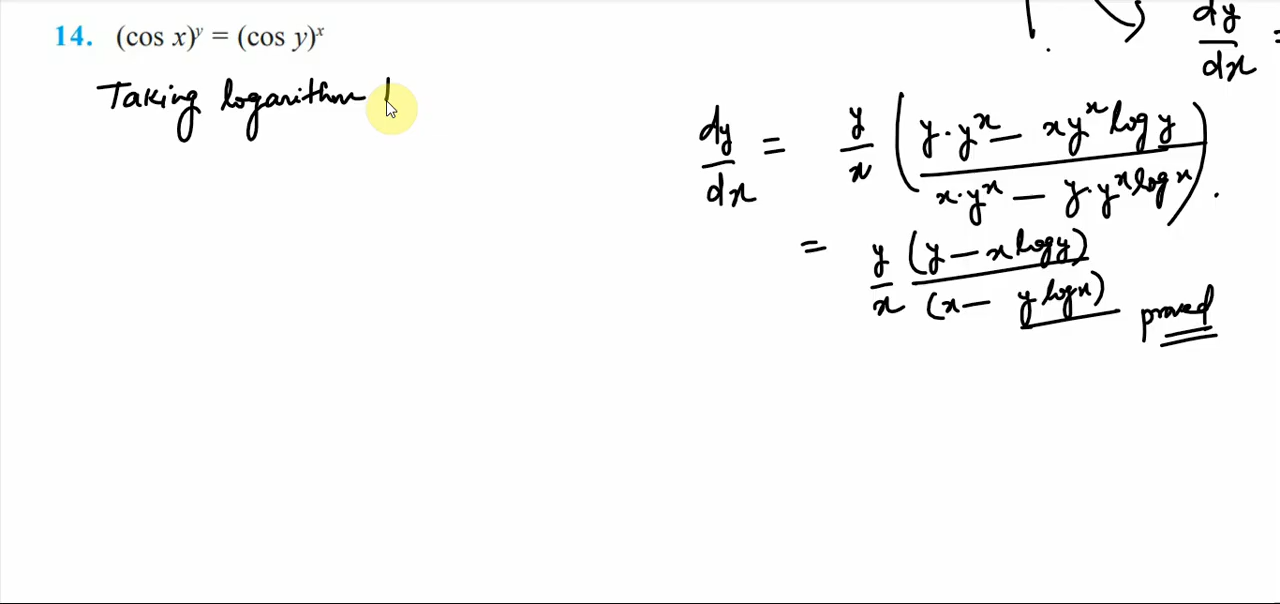 14. (cos x)^y = (cos y)^x
Taking logarithm
dy/dx =
dy/dx = y/x ( (y·y^x − xy^x log y) / (x·y^x − y·y^x log x) ).
= y/x (y − x log y) / (x − y log x) proved